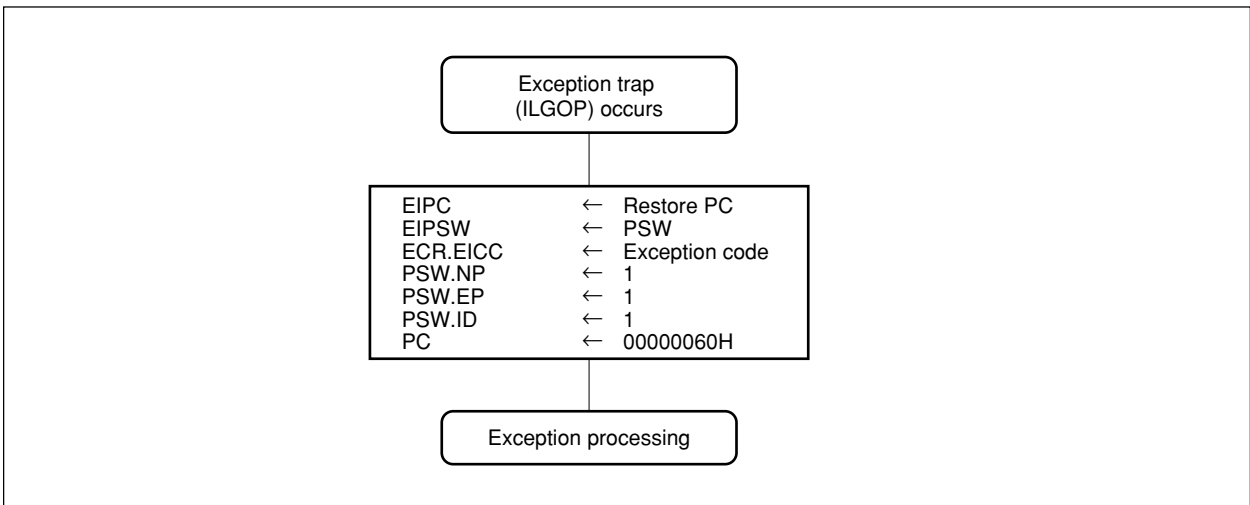 Exception trap
(ILGOP) occurs
EIPC ← Restore PC
EIPSW ← PSW
ECR.EICC ← Exception code
PSW.NP ← 1
PSW.EP ← 1
PSW.ID ← 1
PC ← 00000060H
Exception processing